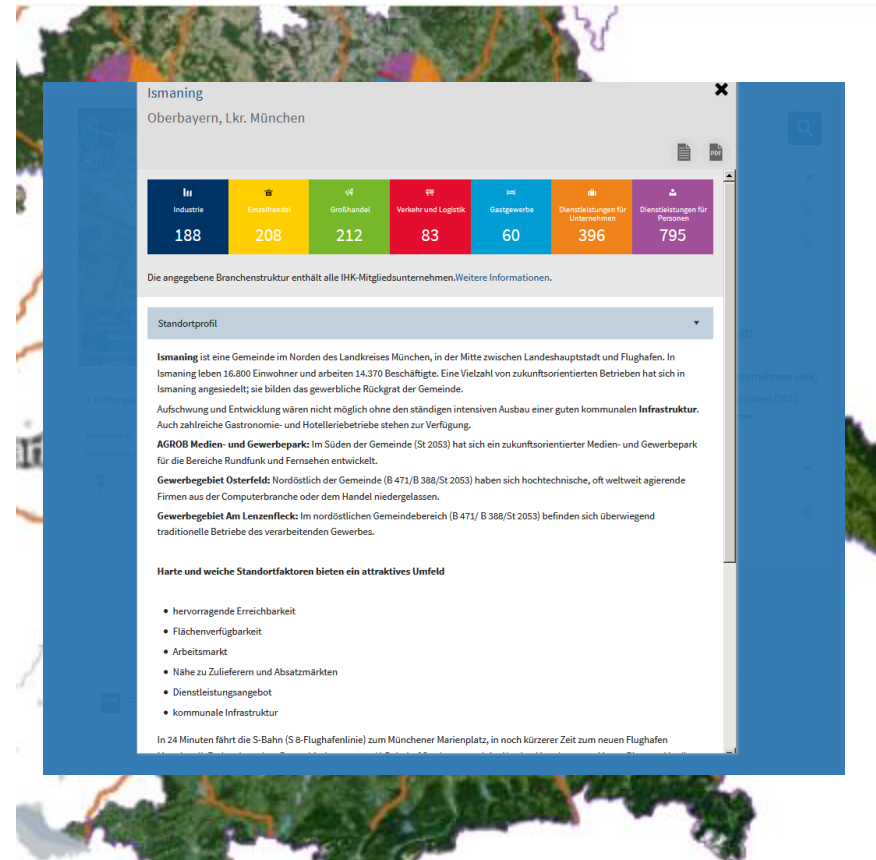 Ismaning
Oberbayern, Lkr. München
PDF
Industrie
188
Einzelhandel
208
Großhandel
212
Verkehr und Logistik
83
Gastgewerbe
60
Dienstleistungen für
Unternehmen
396
Dienstleistungen für
Personen
795
Die angegebene Branchenstruktur enthält alle IHK-Mitgliedsunternehmen.Weitere Informationen.
Standortprofil
Ismaning ist eine Gemeinde im Norden des Landkreises München, in der Mitte zwischen Landeshauptstadt und Flughafen. In
Ismaning leben 16.800 Einwohner und arbeiten 14.370 Beschäftigte. Eine Vielzahl von zukunftsorientierten Betrieben hat sich in
Ismaning angesiedelt; sie bilden das gewerbliche Rückgrat der Gemeinde.
Aufschwung und Entwicklung wären nicht möglich ohne den ständigen intensiven Ausbau einer guten kommunalen Infrastruktur.
Auch zahlreiche Gastronomie- und Hotelleriebetriebe stehen zur Verfügung.
AGROB Medien- und Gewerbepark: Im Süden der Gemeinde (St 2053) hat sich ein zukunftsorientierter Medien- und Gewerbepark
für die Bereiche Rundfunk und Fernsehen entwickelt.
Gewerbegebiet Osterfeld: Nordöstlich der Gemeinde (B 471/B 388/St 2053) haben sich hochtechnische, oft weltweit agierende
Firmen aus der Computerbranche oder dem Handel niedergelassen.
Gewerbegebiet Am Lenzenfleck: Im nordöstlichen Gemeindebereich (B 471/ B 388/St 2053) befinden sich überwiegend
traditionelle Betriebe des verarbeitenden Gewerbes.
Harte und weiche Standortfaktoren bieten ein attraktives Umfeld
• hervorragende Erreichbarkeit
• Flächenverfügbarkeit
• Arbeitsmarkt
• Nähe zu Zulieferern und Absatzmärkten
• Dienstleistungsangebot
• kommunale Infrastruktur
In 24 Minuten fährt die S-Bahn (S 8-Flughafenlinie) zum Münchener Marienplatz, in noch kürzerer Zeit zum neuen Flughafen